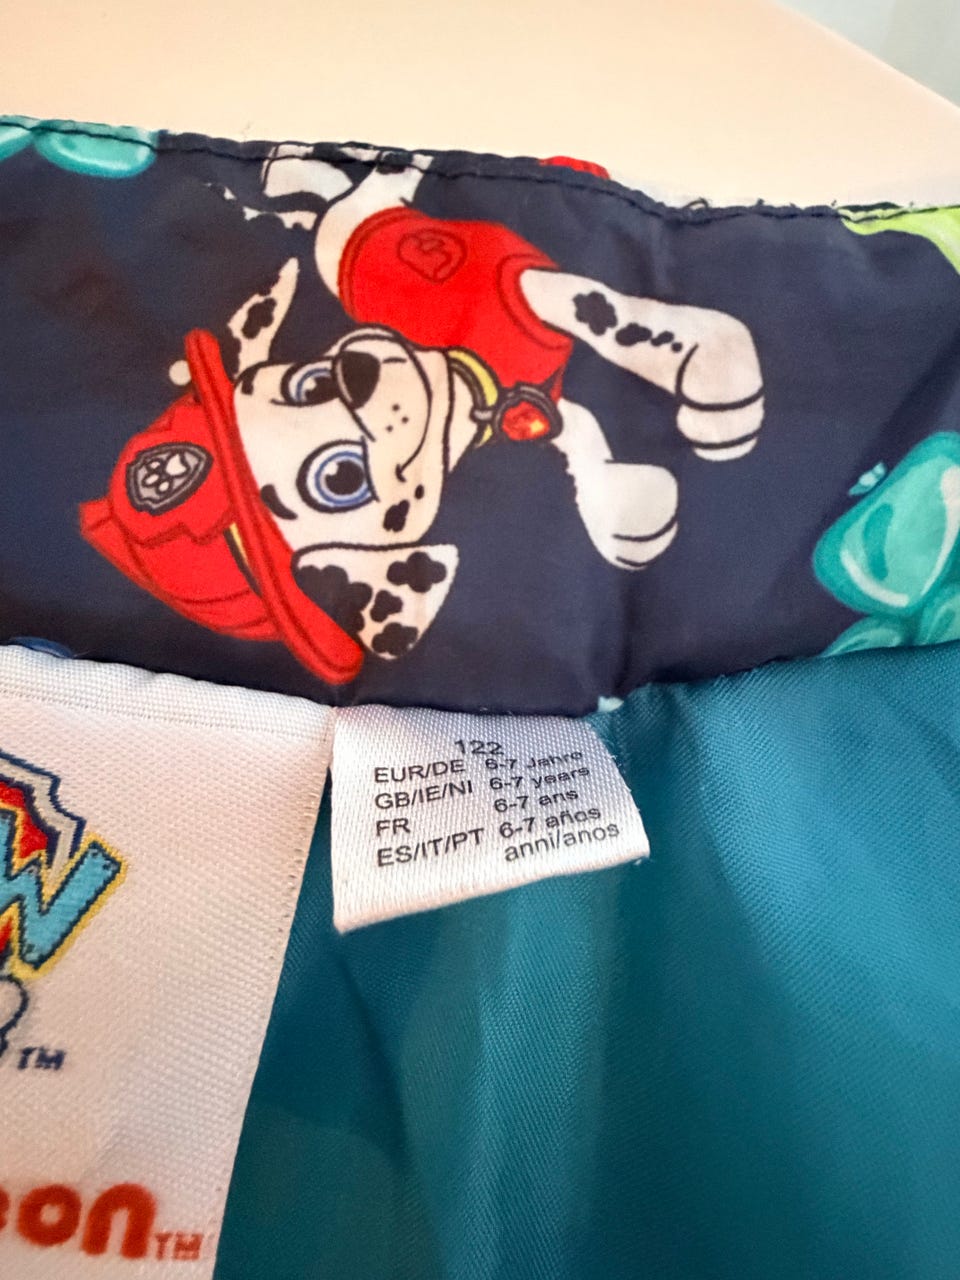 122
EUR/DE 6-7 Jahre
GB/IE/NI 6-7 years
FR 6-7 ans
ES/IT/PT 6-7 años
anni/anos
W
TM
eon TM